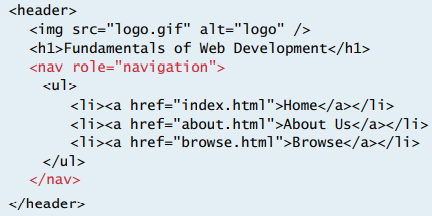 <header>
<img src="logo.gif" alt="logo" />
<h1>Fundamentals of Web Development</h1>
<nav role="navigation">
<ul>
<li><a href="index.html">Home</a></li>
<li><a href="about.html">About Us</a></li>
<li><a href="browse.html">Browse</a></li>
</ul>
</nav>
</header>